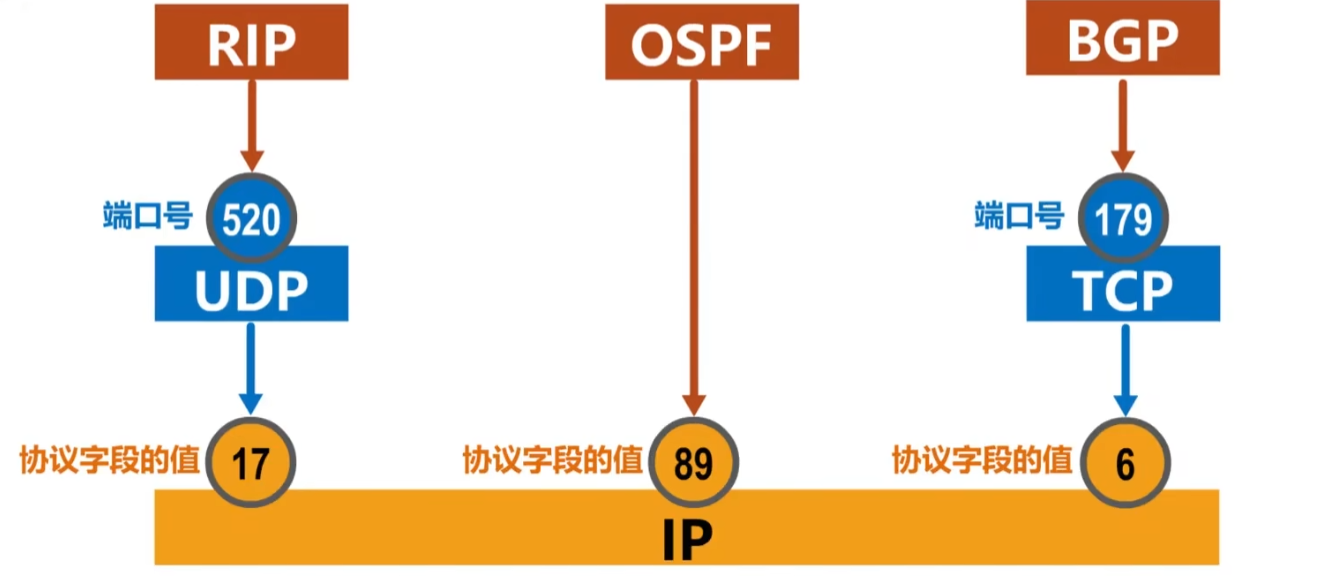 RIP
OSPF
BGP
端口号
520
端口号
179
UDP
TCP
协议字段的值
17
协议字段的值
89
协议字段的值
6
IP